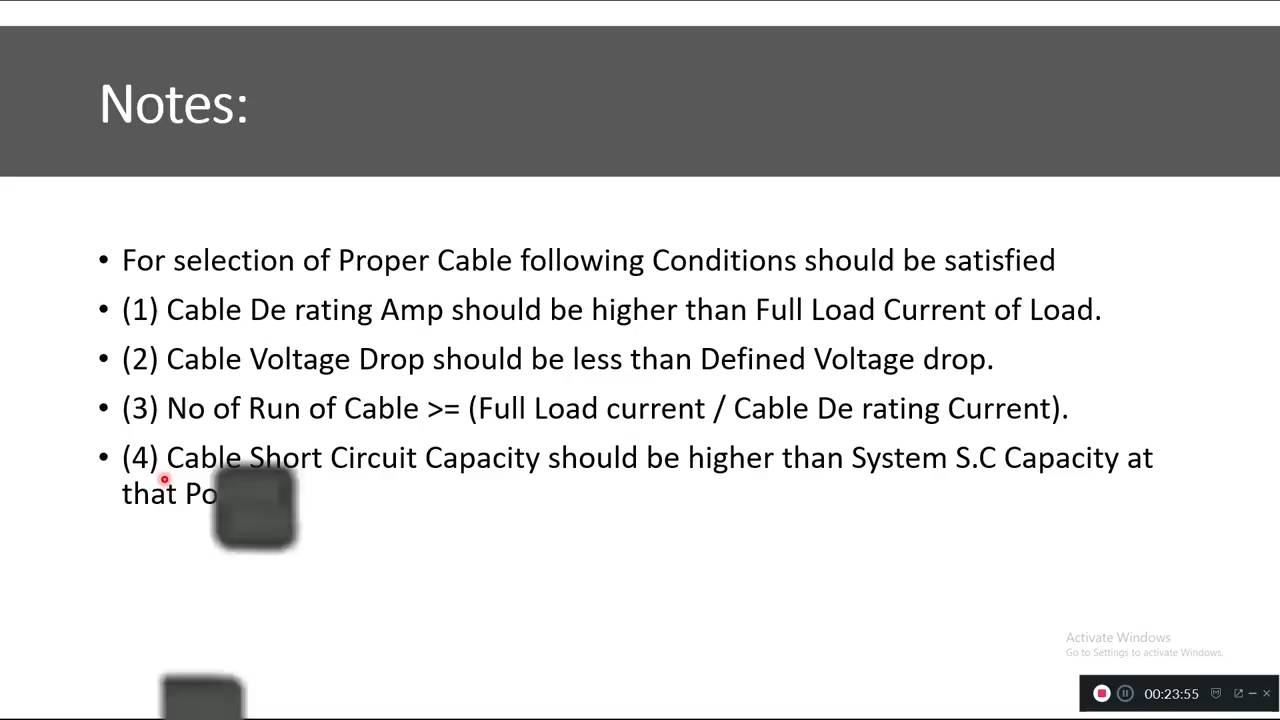 Notes:
• For selection of Proper Cable following Conditions should be satisfied
• (1) Cable De rating Amp should be higher than Full Load Current of Load.
• (2) Cable Voltage Drop should be less than Defined Voltage drop.
• (3) No of Run of Cable >= (Full Load current / Cable De rating Current).
• (4) Cable Short Circuit Capacity should be higher than System S.C Capacity at
that
Activate Windows
Go to Settings to activate Windows.
00:23:55